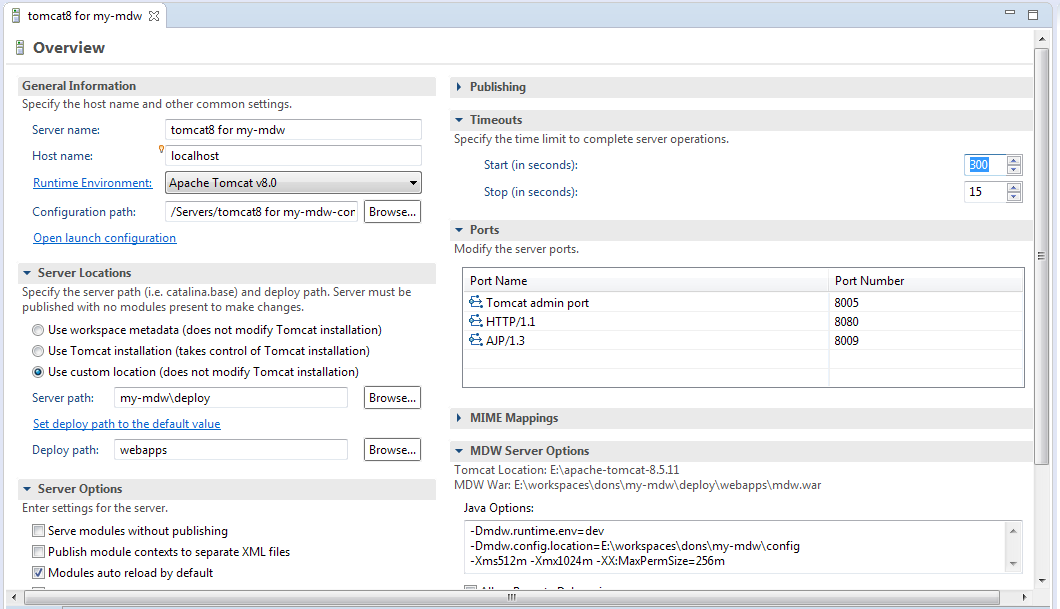 tomcat8 for my-mdw
Overview
General Information
Specify the host name and other common settings.
Server name:
tomcat8 for my-mdw
Host name:
localhost
Runtime Environment:
Apache Tomcat v8.0
Configuration path:
/Servers/tomcat8 for my-mdw-cor
Browse...
Open launch configuration
Server Locations
Specify the server path (i.e. catalina.base) and deploy path. Server must be
published with no modules present to make changes.
Use workspace metadata (does not modify Tomcat installation)
Use Tomcat installation (takes control of Tomcat installation)
Use custom location (does not modify Tomcat installation)
Server path:
my-mdw\deploy
Browse...
Set deploy path to the default value
Deploy path:
webapps
Browse...
Server Options
Enter settings for the server.
Serve modules without publishing
Publish module contexts to separate XML files
Modules auto reload by default
Publishing
Timeouts
Specify the time limit to complete server operations.
Start (in seconds):
300
Stop (in seconds):
15
Ports
Modify the server ports.
Port Name Port Number
Tomcat admin port 8005
HTTP/1.1 8080
AJP/1.3 8009
MIME Mappings
MDW Server Options
Tomcat Location: E:\apache-tomcat-8.5.11
MDW War: E:\workspaces\dons\my-mdw\deploy\webapps\mdw.war
Java Options:
-Dmdw.runtime.env=dev
-Dmdw.config.location=E:\workspaces\dons\my-mdw\config
-Xms512m -Xmx1024m -XX:MaxPermSize=256m